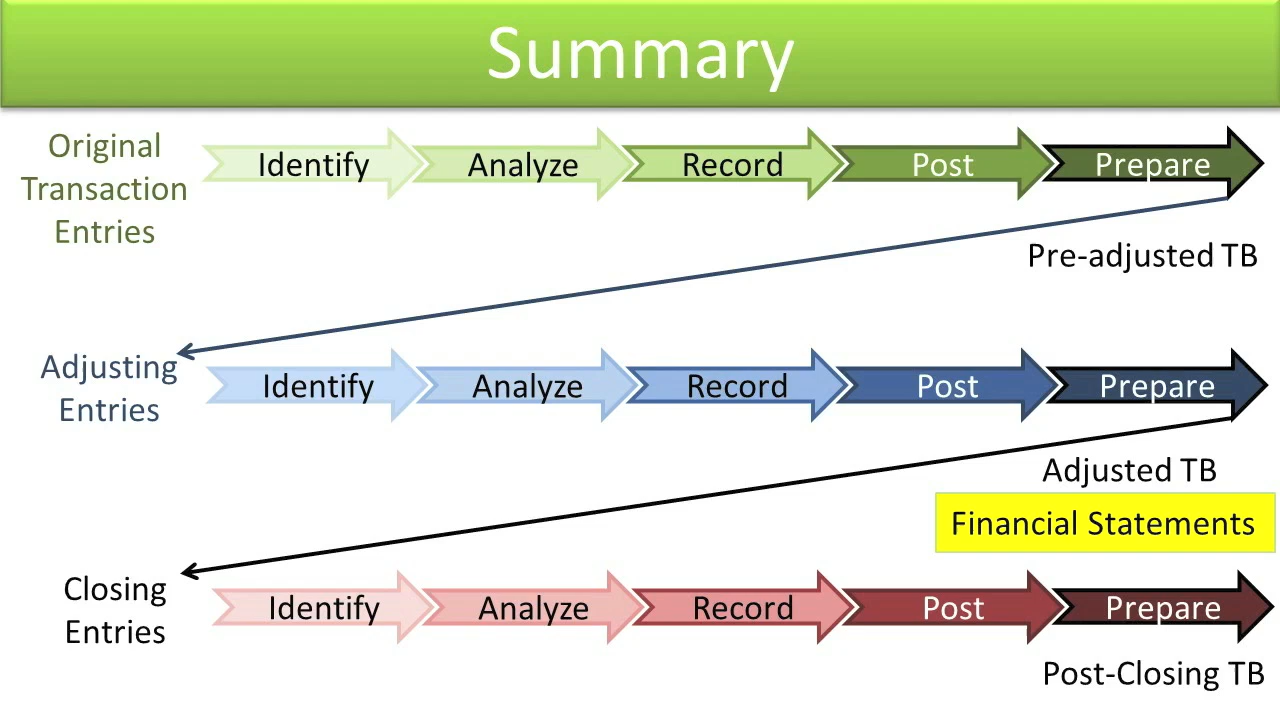 Summary
Original
Transaction
Entries
Identify
Analyze
Record
Post
Prepare
Pre-adjusted TB
Adjusting
Entries
Identify
Analyze
Record
Post
Prepare
Adjusted TB
Financial Statements
Closing
Entries
Identify
Analyze
Record
Post
Prepare
Post-Closing TB